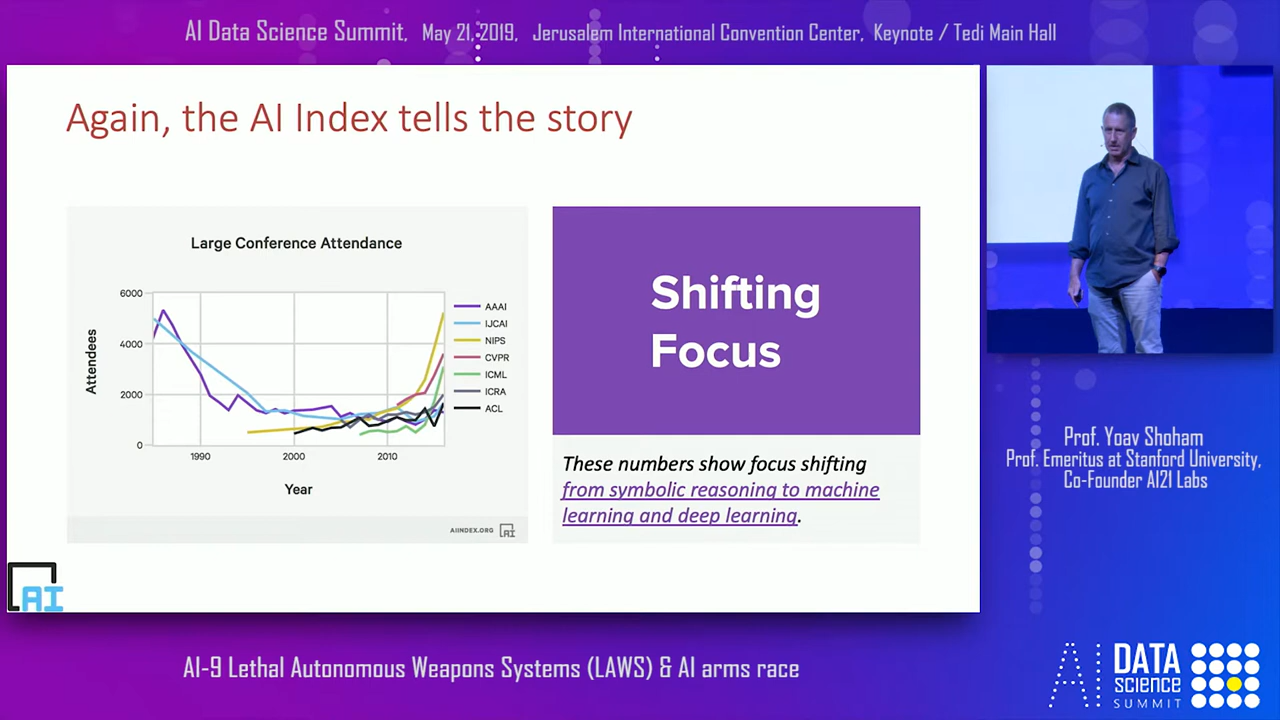 AI Data Science Summit, May 21, 2019, Jerusalem International Convention Center, Keynote / Tedi Main Hall
Again, the AI Index tells the story
Large Conference Attendance
6000
4000
2000
0
Attendees
1990
2000
2010
Year
AAAI
IJCAI
NIPS
CVPR
ICML
ICRA
ACL
AIINDEX.ORG
AI
Shifting
Focus
These numbers show focus shifting
from symbolic reasoning to machine
learning and deep learning.
AI
Prof. Yoav Shoham
Prof. Emeritus at Stanford University,
Co-Founder AI21 Labs
AI-9 Lethal Autonomous Weapons Systems (LAWS) & AI arms race
AI
DATA
SCIENCE
SUMMIT